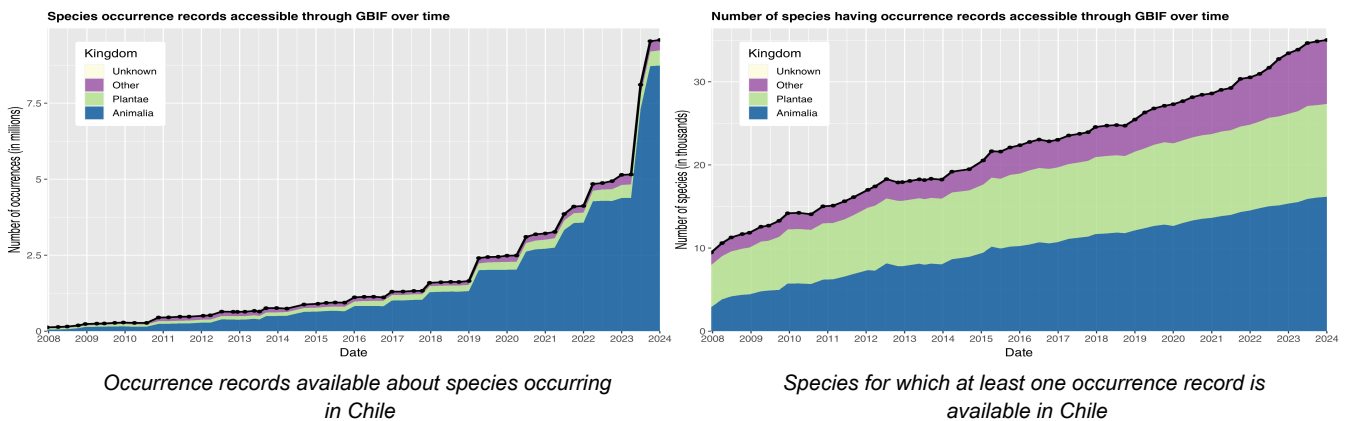 Species occurrence records accessible through GBIF over time
Kingdom
Unknown
Other
Plantae
Animalia
Number of occurrences (in millions)
7.5
5
2.5
0
2008 2009 2010 2011 2012 2013 2014 2015 2016 2017 2018 2019 2020 2021 2022 2023 2024
Date
Occurrence records available about species occurring
in Chile
Number of species having occurrence records accessible through GBIF over time
Kingdom
Unknown
Other
Plantae
Animalia
Number of species (in thousands)
30
20
10
0
2008 2009 2010 2011 2012 2013 2014 2015 2016 2017 2018 2019 2020 2021 2022 2023 2024
Date
Species for which at least one occurrence record is
available in Chile